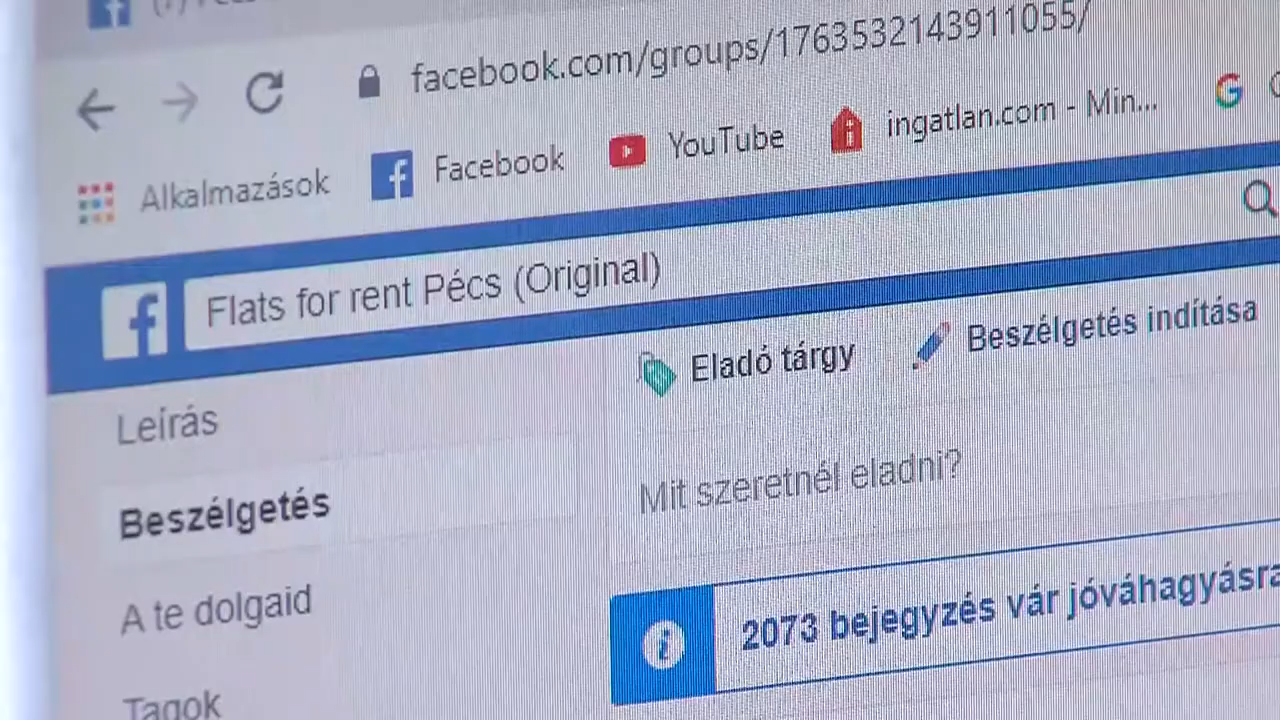 facebook.com/groups/1763532143911055/
Alkalmazások Facebook YouTube ingatlan.com - Min...
Flats for rent Pécs (Original)
Eladó tárgy Beszélgetés indítása
Leírás
Mit szeretnél eladni?
Beszélgetés
2073 bejegyzés vár jóváhagyásra
A te dolgaid
Tagok